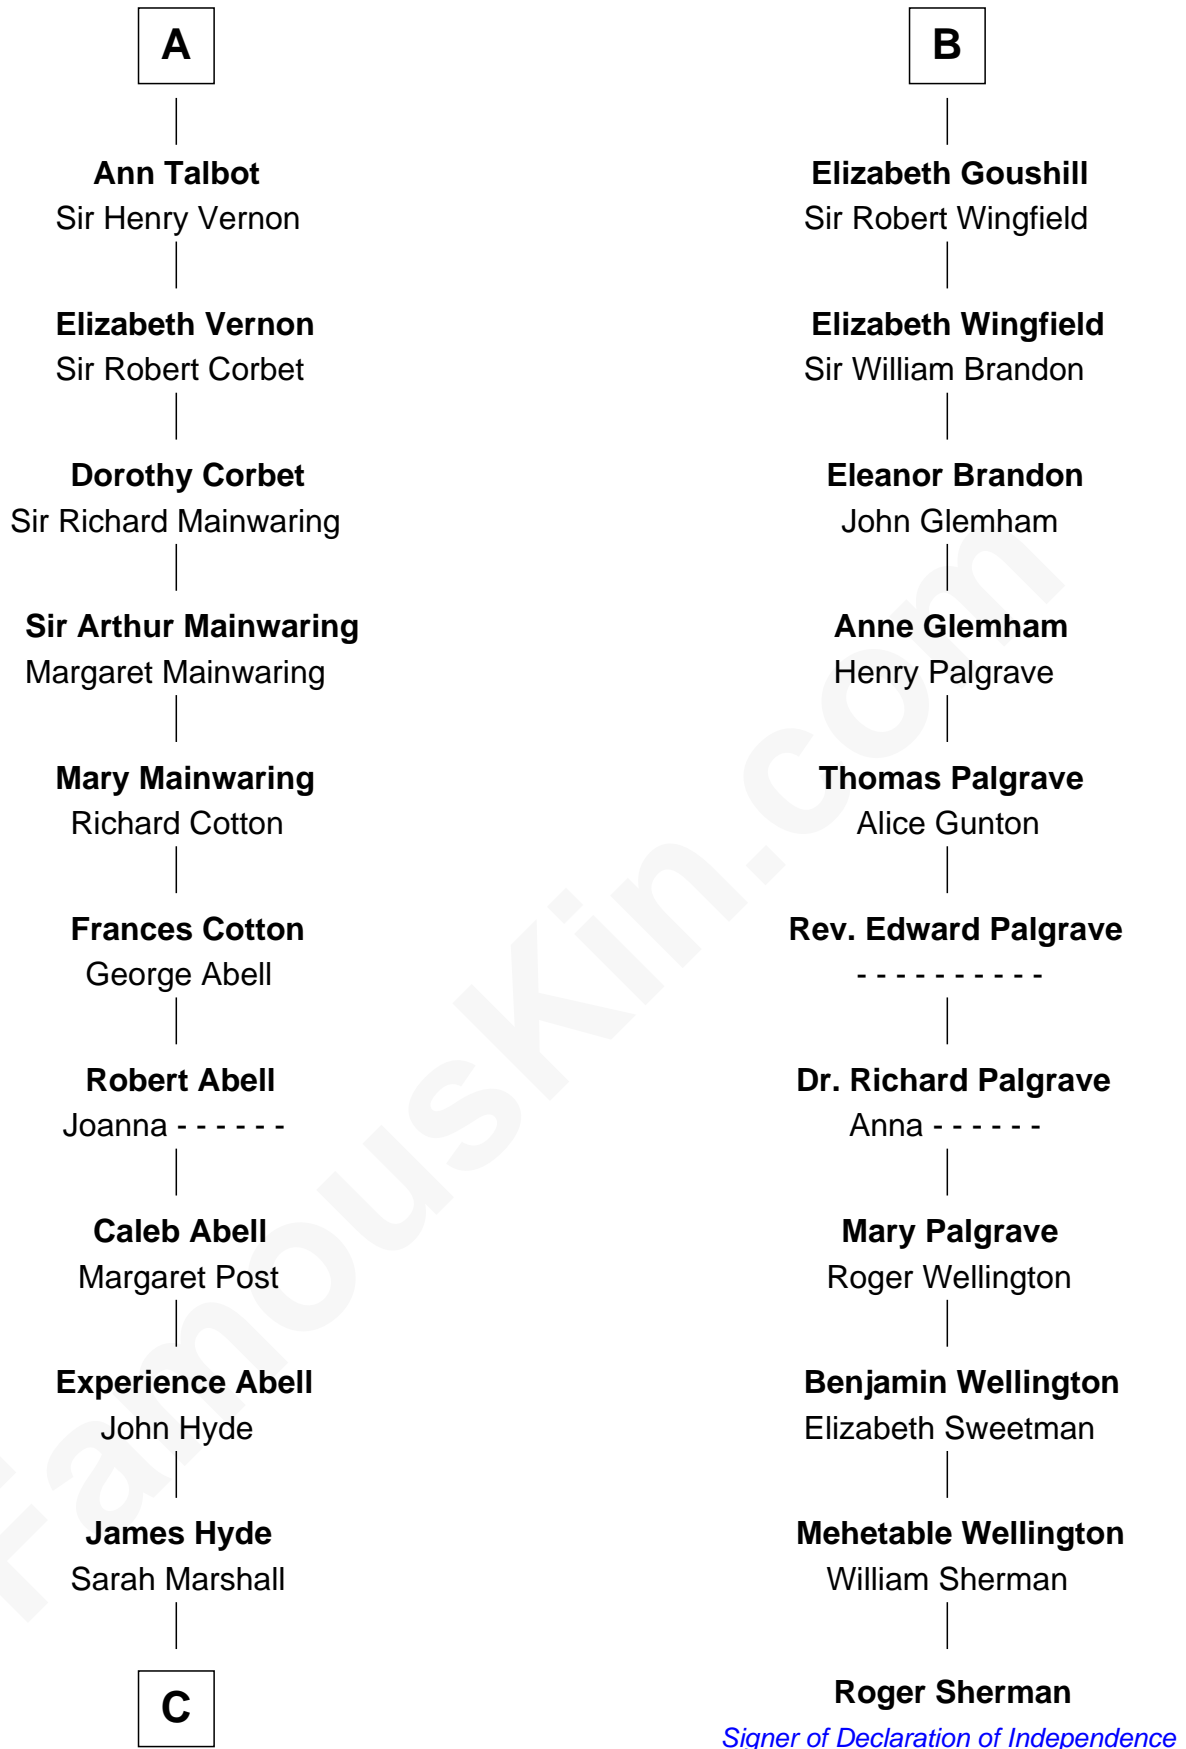 A
Ann Talbot
Sir Henry Vernon
Elizabeth Vernon
Sir Robert Corbet
Dorothy Corbet
Sir Richard Mainwaring
Sir Arthur Mainwaring
Margaret Mainwaring
Mary Mainwaring
Richard Cotton
Frances Cotton
George Abell
Robert Abell
Joanna - - - - - -
Caleb Abell
Margaret Post
Experience Abell
John Hyde
James Hyde
Sarah Marshall
C
B
Elizabeth Goushill
Sir Robert Wingfield
Elizabeth Wingfield
Sir William Brandon
Eleanor Brandon
John Glemham
Anne Glemham
Henry Palgrave
Thomas Palgrave
Alice Gunton
Rev. Edward Palgrave
- - - - - - - - - -
Dr. Richard Palgrave
Anna - - - - - -
Mary Palgrave
Roger Wellington
Benjamin Wellington
Elizabeth Sweetman
Mehetable Wellington
William Sherman
Roger Sherman
Signer of Declaration of Independence
FamousKin.com